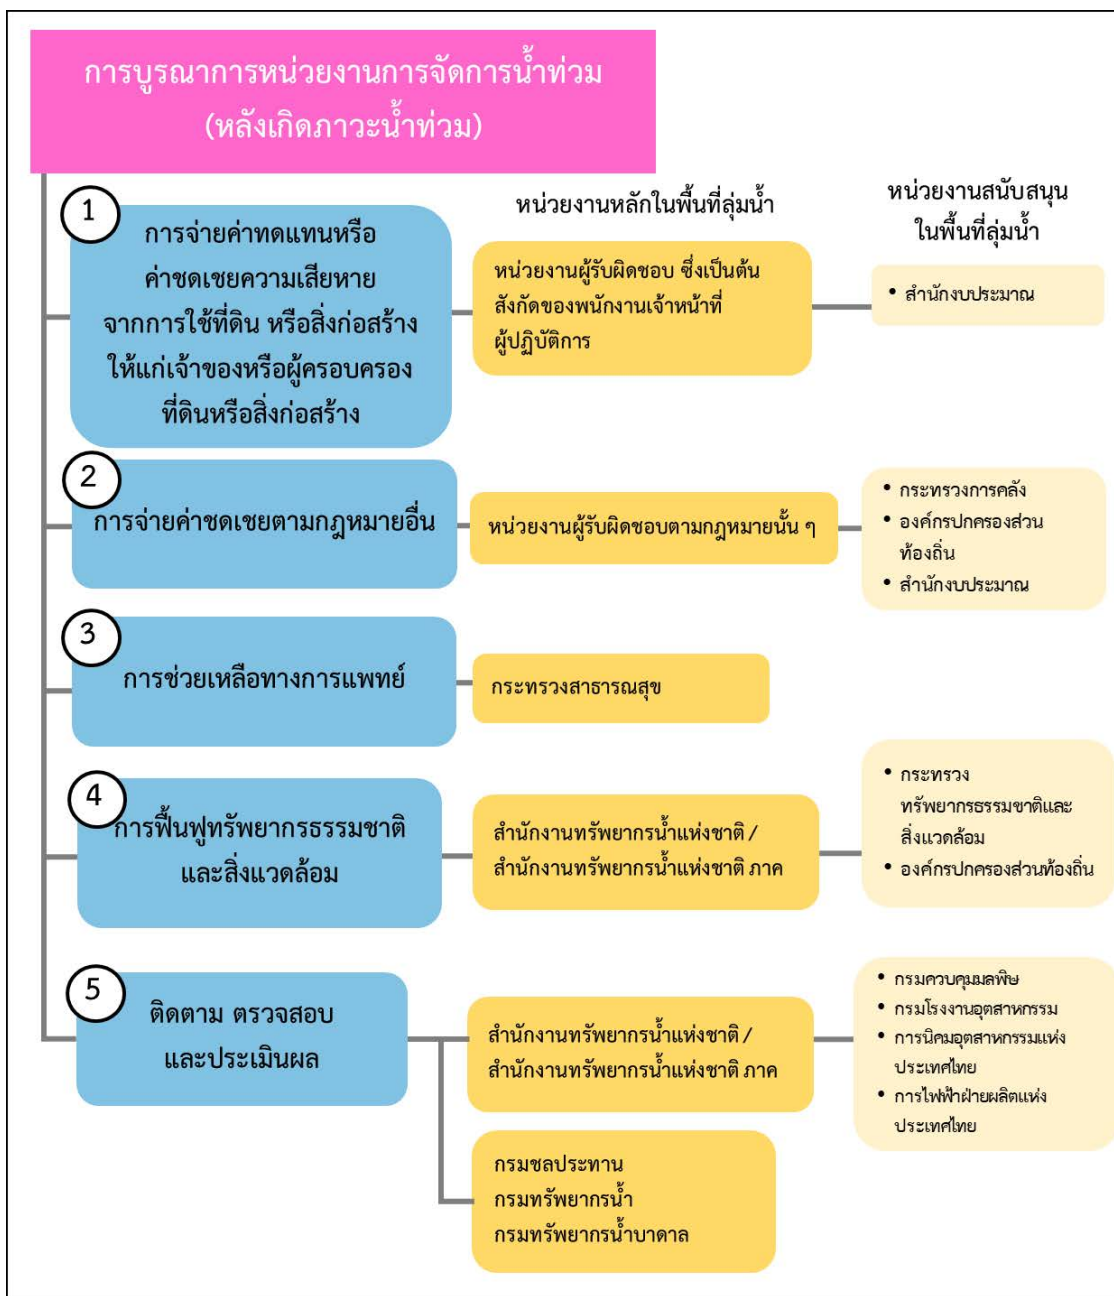 การบูรณาการหน่วยงานการจัดการน้ำท่วม
(หลังเกิดภาวะน้ำท่วม)
หน่วยงานหลักในพื้นที่ลุ่มน้ำ
หน่วยงานสนับสนุน
ในพื้นที่ลุ่มน้ำ
1
การจ่ายค่าทดแทนหรือ
ค่าชดเชยความเสียหาย
จากการใช้ที่ดิน หรือสิ่งก่อสร้าง
ให้แก่เจ้าของหรือผู้ครอบครอง
ที่ดินหรือสิ่งก่อสร้าง
หน่วยงานผู้รับผิดชอบ ซึ่งเป็นต้น
สังกัดของพนักงานเจ้าหน้าที่
ผู้ปฏิบัติการ
• สำนักงบประมาณ
2
การจ่ายค่าชดเชยตามกฎหมายอื่น
หน่วยงานผู้รับผิดชอบตามกฎหมายนั้น ๆ
• กระทรวงการคลัง
• องค์กรปกครองส่วน
ท้องถิ่น
• สำนักงบประมาณ
3
การช่วยเหลือทางการแพทย์
กระทรวงสาธารณสุข
4
การฟื้นฟูทรัพยากรธรรมชาติ
และสิ่งแวดล้อม
สำนักงานทรัพยากรน้ำแห่งชาติ /
สำนักงานทรัพยากรน้ำแห่งชาติ ภาค
• กระทรวง
ทรัพยากรธรรมชาติและ
สิ่งแวดล้อม
• องค์กรปกครองส่วนท้องถิ่น
5
ติดตาม ตรวจสอบ
และประเมินผล
สำนักงานทรัพยากรน้ำแห่งชาติ /
สำนักงานทรัพยากรน้ำแห่งชาติ ภาค
• กรมควบคุมมลพิษ
• กรมโรงงานอุตสาหกรรม
• การนิคมอุตสาหกรรมแห่ง
ประเทศไทย
• การไฟฟ้าฝ่ายผลิตแห่ง
ประเทศไทย
กรมชลประทาน
กรมทรัพยากรน้ำ
กรมทรัพยากรน้ำบาดาล